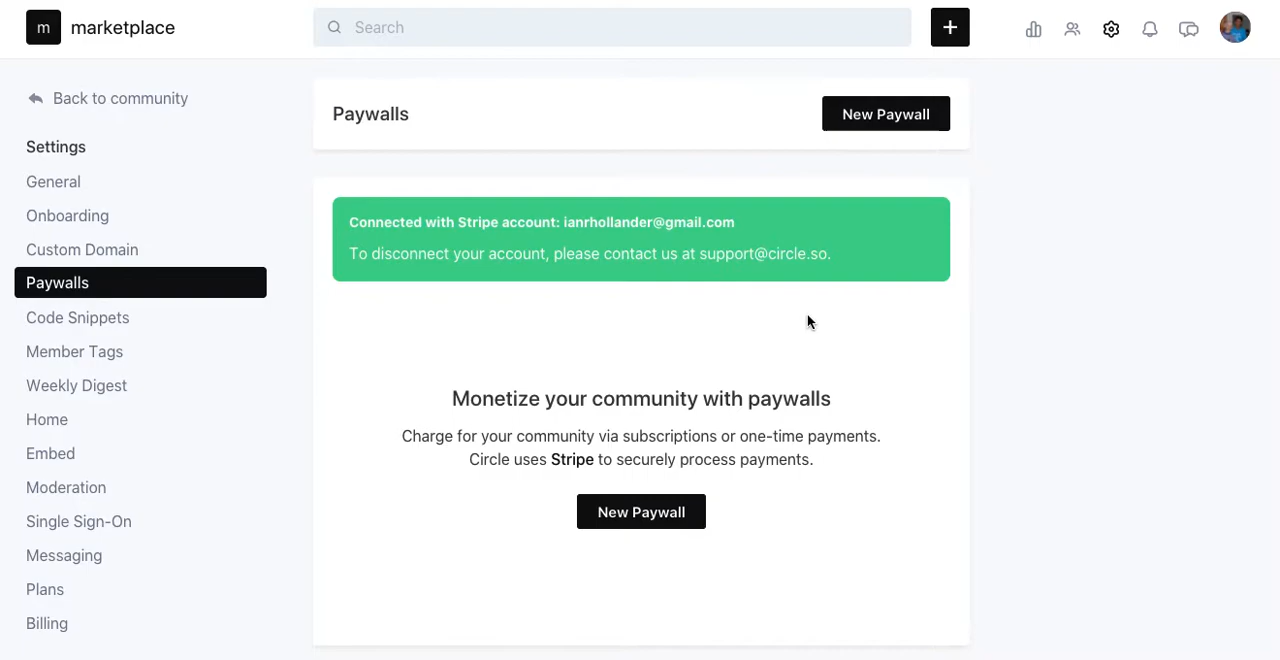 m marketplace
Search
Back to community
Settings
General
Onboarding
Custom Domain
Paywalls
Code Snippets
Member Tags
Weekly Digest
Home
Embed
Moderation
Single Sign-On
Messaging
Plans
Billing
Paywalls
New Paywall
Connected with Stripe account: ianrhollander@gmail.com
To disconnect your account, please contact us at support@circle.so.
Monetize your community with paywalls
Charge for your community via subscriptions or one-time payments.
Circle uses Stripe to securely process payments.
New Paywall